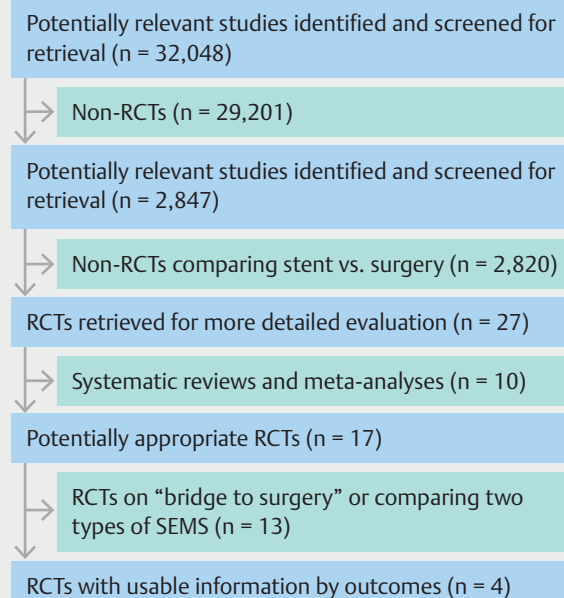 Potentially relevant studies identified and screened for
retrieval (n = 32,048)
Non-RCTs (n = 29,201)
Potentially relevant studies identified and screened for
retrieval (n = 2,847)
Non-RCTs comparing stent vs. surgery (n = 2,820)
RCTs retrieved for more detailed evaluation (n = 27)
Systematic reviews and meta-analyses (n = 10)
Potentially appropriate RCTs (n = 17)
RCTs on “bridge to surgery” or comparing two
types of SEMS (n = 13)
RCTs with usable information by outcomes (n = 4)